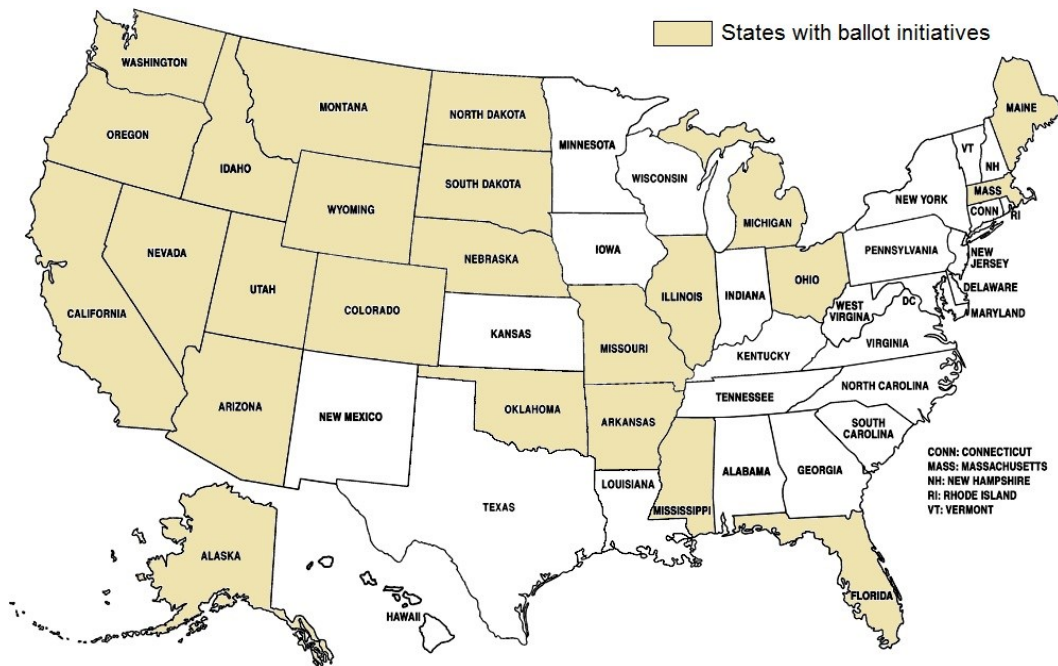 States with ballot initiatives
WASHINGTON
MONTANA
NORTH DAKOTA
MINNESOTA
MAINE
OREGON
IDAHO
VT
NH
WISCONSIN
SOUTH DAKOTA
MASS
NEW YORK
WYOMING
CONN
RI
MICHIGAN
PENNSYLVANIA
NEW
JERSEY
IOWA
NEVADA
NEBRASKA
OHIO
UTAH
ILLINOIS
INDIANA
DELAWARE
WEST
VIRGINA
DC
MARYLAND
CALIFORNIA
COLORADO
KANSAS
MISSOURI
VIRGINIA
KENTUCKY
NORTH CAROLINA
TENNESSEE
ARIZONA
NEW MEXICO
OKLAHOMA
ARKANSAS
SOUTH
CAROLINA
CONN: CONNECTICUT
MASS: MASSACHUSETTS
NH: NEW HAMPSHIRE
RI: RHODE ISLAND
VT: VERMONT
ALABAMA
GEORGIA
LOUISIANA
MISSISSIPPI
TEXAS
ALASKA
FLORIDA
HAWAII